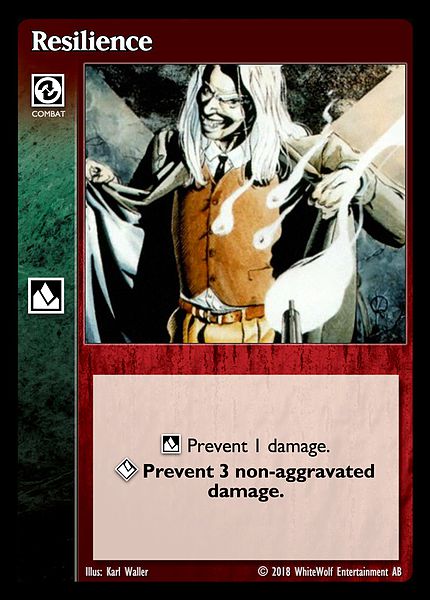 Resilience
COMBAT
Prevent 1 damage.
Prevent 3 non-aggravated
damage.
Illus: Karl Waller
© 2018 WhiteWolf Entertainment AB